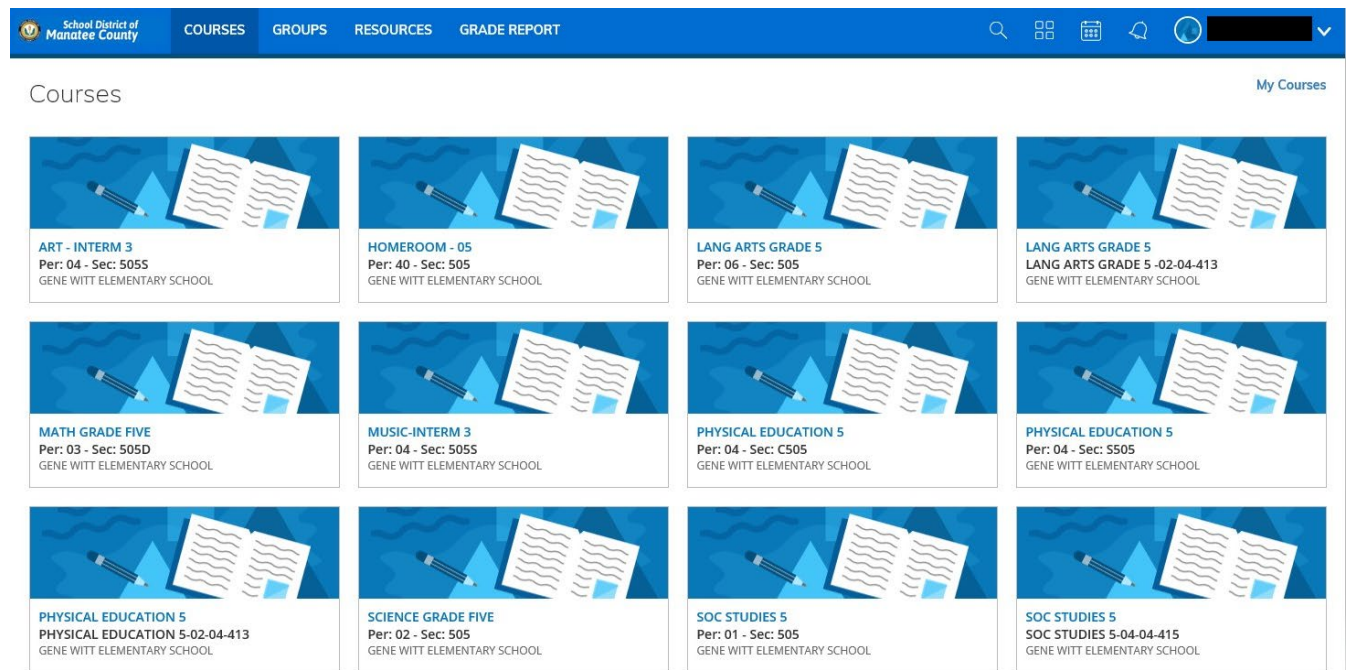 School District of
Manatee County
COURSES GROUPS RESOURCES GRADE REPORT
Courses
My Courses
ART - INTERM 3
Per: 04 - Sec: 505S
GENE WITT ELEMENTARY SCHOOL
HOMEROOM - 05
Per: 40 - Sec: 505
GENE WITT ELEMENTARY SCHOOL
LANG ARTS GRADE 5
Per: 06 - Sec: 505
GENE WITT ELEMENTARY SCHOOL
LANG ARTS GRADE 5
LANG ARTS GRADE 5 -02-04-413
GENE WITT ELEMENTARY SCHOOL
MATH GRADE FIVE
Per: 03 - Sec: 505D
GENE WITT ELEMENTARY SCHOOL
MUSIC-INTERM 3
Per: 04 - Sec: 505S
GENE WITT ELEMENTARY SCHOOL
PHYSICAL EDUCATION 5
Per: 04 - Sec: C505
GENE WITT ELEMENTARY SCHOOL
PHYSICAL EDUCATION 5
Per: 04 - Sec: S505
GENE WITT ELEMENTARY SCHOOL
PHYSICAL EDUCATION 5
PHYSICAL EDUCATION 5-02-04-413
GENE WITT ELEMENTARY SCHOOL
SCIENCE GRADE FIVE
Per: 02 - Sec: 505
GENE WITT ELEMENTARY SCHOOL
SOC STUDIES 5
Per: 01 - Sec: 505
GENE WITT ELEMENTARY SCHOOL
SOC STUDIES 5
SOC STUDIES 5-04-04-415
GENE WITT ELEMENTARY SCHOOL